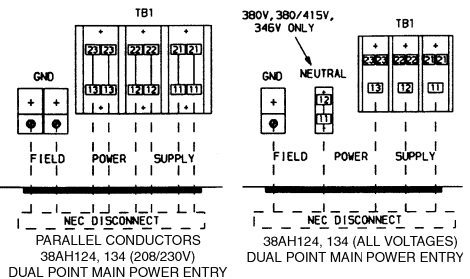 TB1
23 23 22 22 21 21
GND
13 13 12 12 11 11
FIELD POWER SUPPLY
NEC DISCONNECT
PARALLEL CONDUCTORS
38AH124, 134 (208/230V)
DUAL POINT MAIN POWER ENTRY
380V, 380/415V,
346V ONLY
TB1
NEUTRAL
GND
23 23 22 22 21 21
13 12 11
12
11
FIELD POWER SUPPLY
NEC DISCONNECT
38AH124, 134 (ALL VOLTAGES)
DUAL POINT MAIN POWER ENTRY